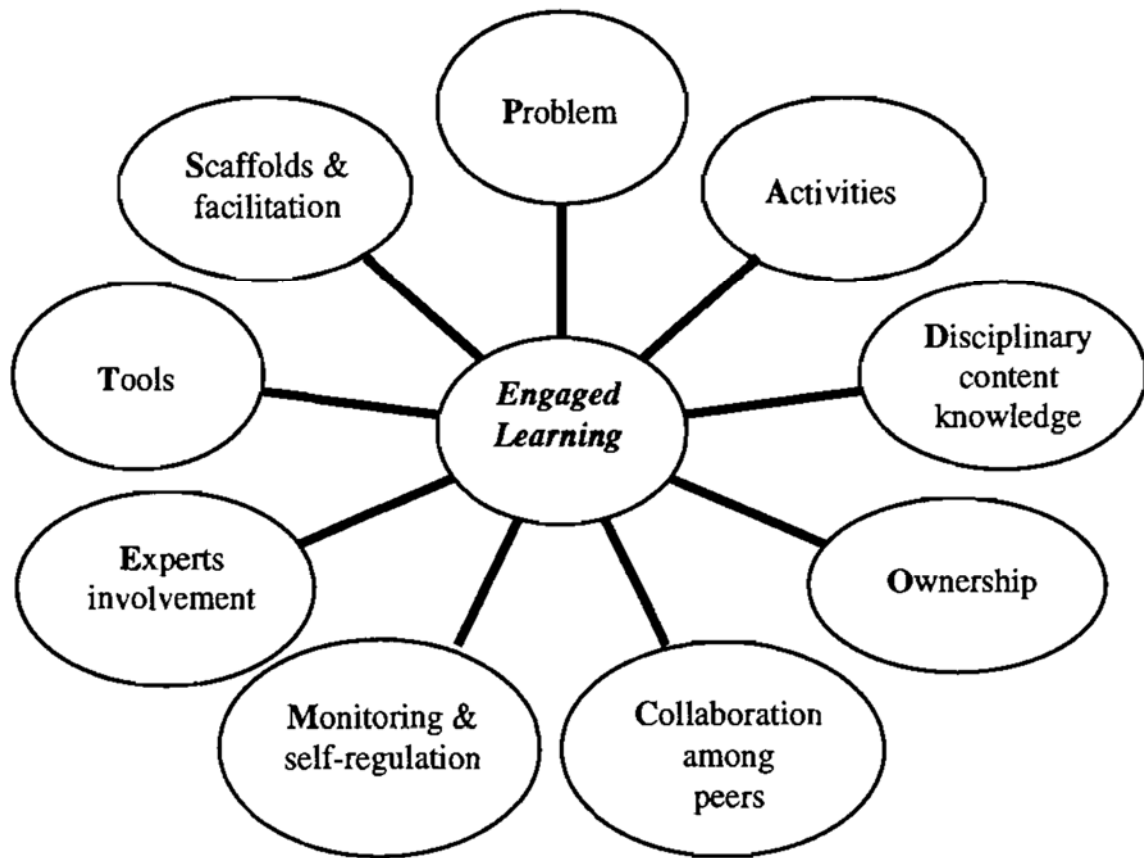 Problem
Scaffolds &
facilitation
Activities
Tools
Engaged
Learning
Disciplinary
content
knowledge
Experts
involvement
Ownership
Monitoring &
self-regulation
Collaboration
among
peers